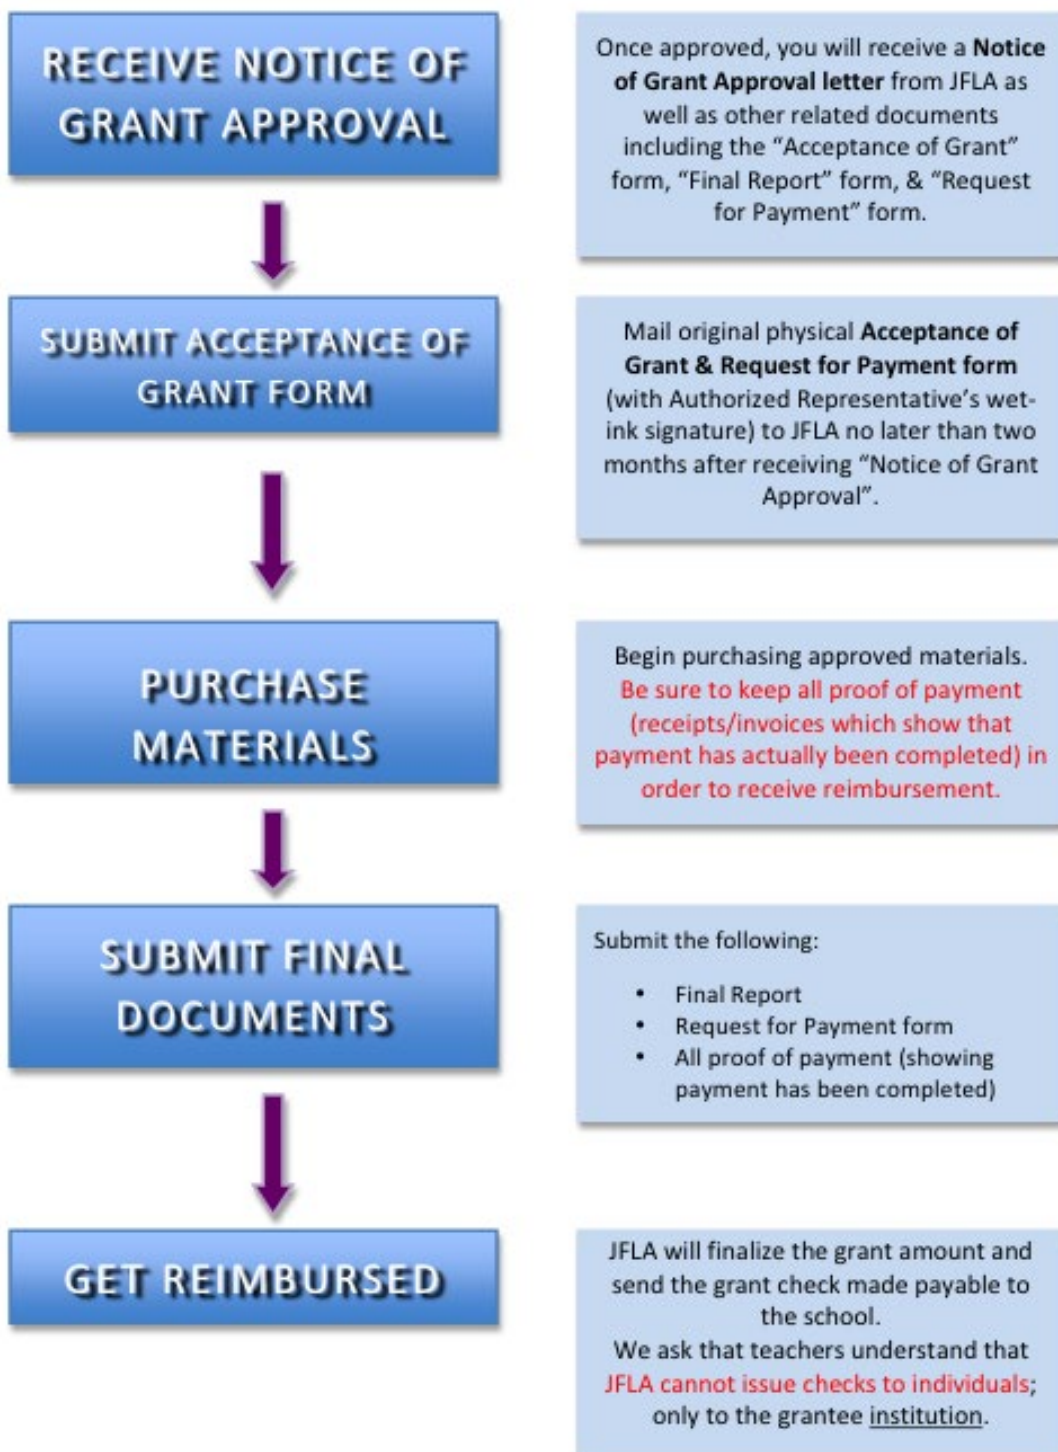 RECEIVE NOTICE OF
GRANT APPROVAL
Once approved, you will receive a Notice
of Grant Approval letter from JFLA as
well as other related documents
including the “Acceptance of Grant”
form, “Final Report” form, & “Request
for Payment” form.
SUBMIT ACCEPTANCE OF
GRANT FORM
Mail original physical Acceptance of
Grant & Request for Payment form
(with Authorized Representative’s wet-
ink signature) to JFLA no later than two
months after receiving “Notice of Grant
Approval”.
PURCHASE
MATERIALS
Begin purchasing approved materials.
Be sure to keep all proof of payment
(receipts/invoices which show that
payment has actually been completed) in
order to receive reimbursement.
SUBMIT FINAL
DOCUMENTS
Submit the following:
• Final Report
• Request for Payment form
• All proof of payment (showing
payment has been completed)
GET REIMBURSED
JFLA will finalize the grant amount and
send the grant check made payable to
the school.
We ask that teachers understand that
JFLA cannot issue checks to individuals;
only to the grantee institution.